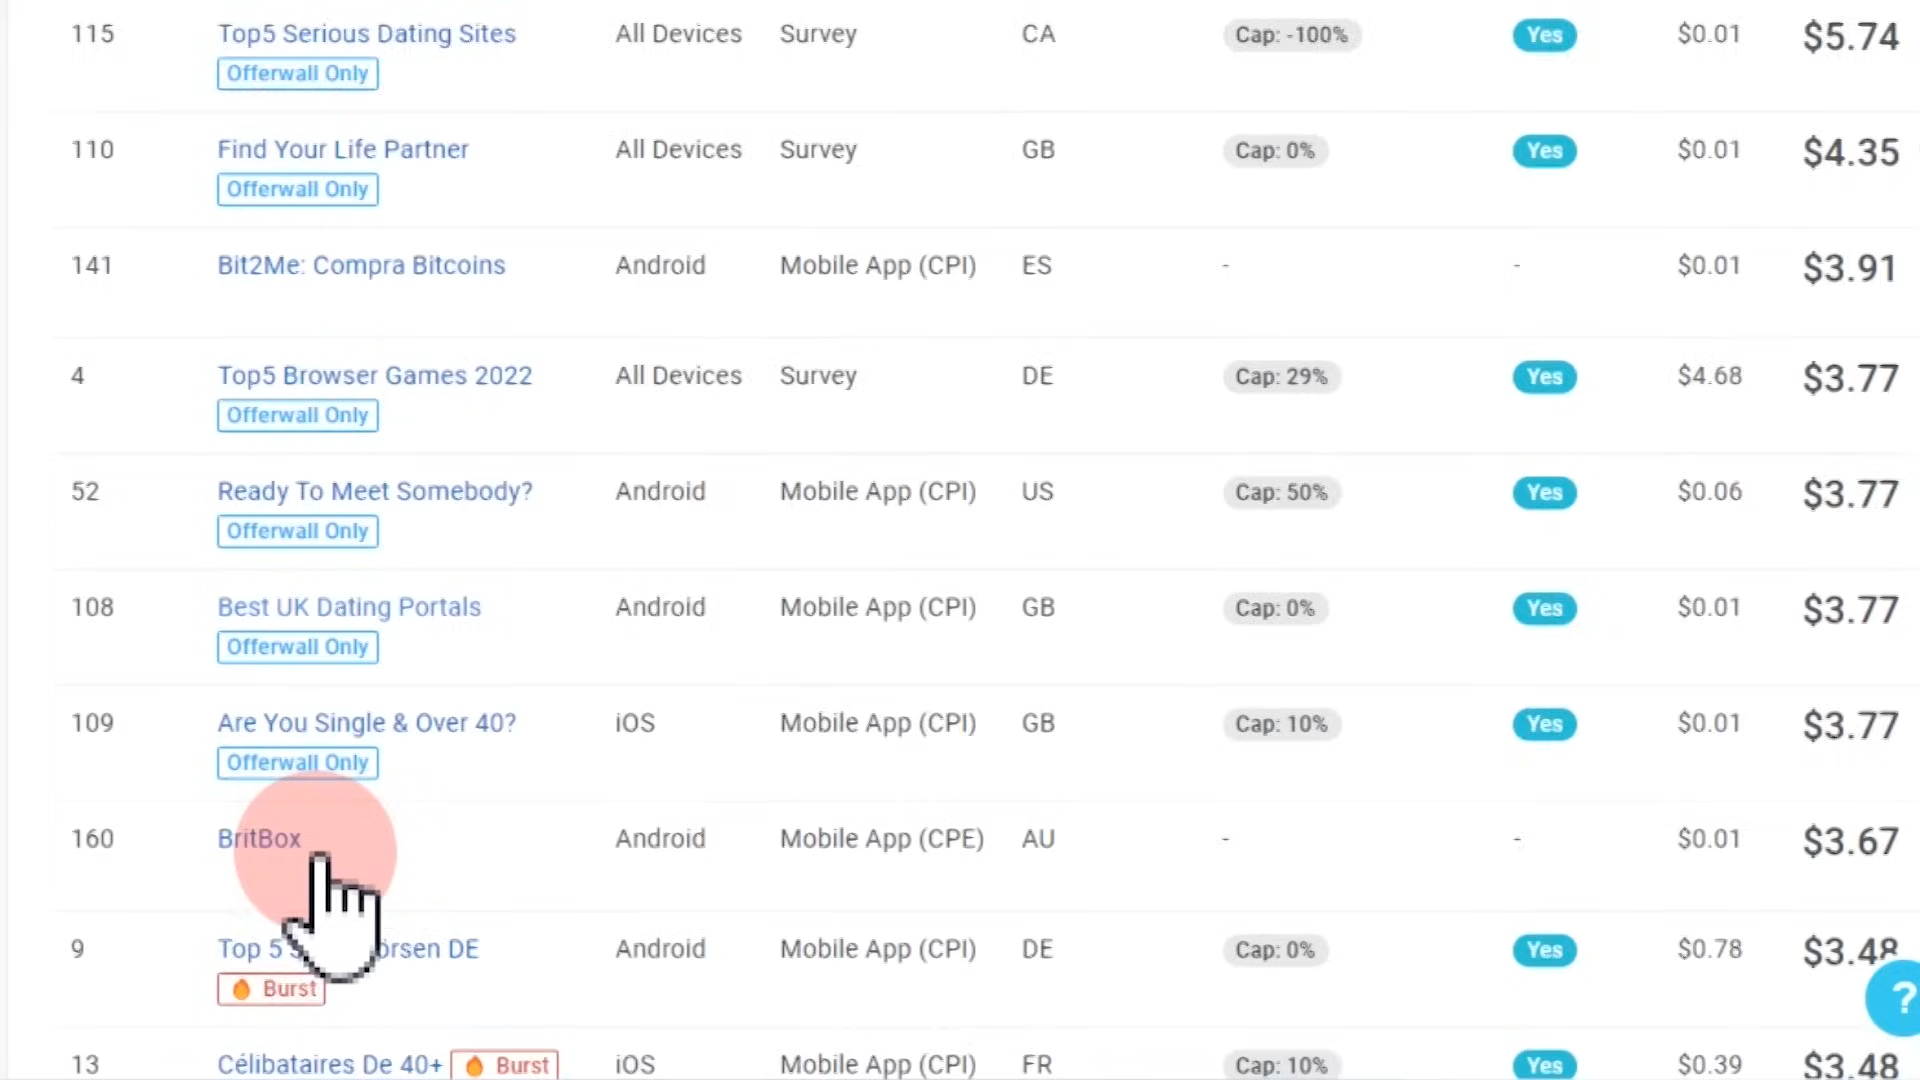 115 Top5 Serious Dating Sites All Devices Survey CA Cap: -100% Yes $0.01 $5.74
Offerwall Only
110 Find Your Life Partner All Devices Survey GB Cap: 0% Yes $0.01 $4.35
Offerwall Only
141 Bit2Me: Compra Bitcoins Android Mobile App (CPI) ES - - $0.01 $3.91
4 Top5 Browser Games 2022 All Devices Survey DE Cap: 29% Yes $4.68 $3.77
Offerwall Only
52 Ready To Meet Somebody? Android Mobile App (CPI) US Cap: 50% Yes $0.06 $3.77
Offerwall Only
108 Best UK Dating Portals Android Mobile App (CPI) GB Cap: 0% Yes $0.01 $3.77
Offerwall Only
109 Are You Single & Over 40? iOS Mobile App (CPI) GB Cap: 10% Yes $0.01 $3.77
Offerwall Only
160 BritBox Android Mobile App (CPE) AU - - $0.01 $3.67
9 Top 5 DE Android Mobile App (CPI) DE Cap: 0% Yes $0.78 $3.48
Burst
?
13 Célibataires De 40+ Burst iOS Mobile App (CPI) FR Cap: 10% Yes $0.39 $3.48